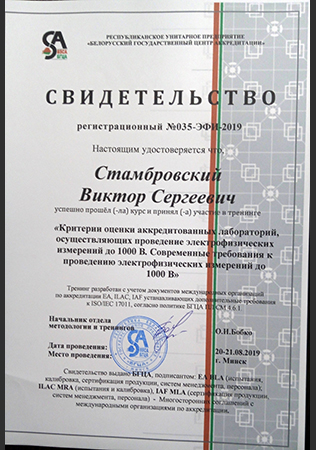 РЕСПУБЛИКАНСКОЕ УНИТАРНОЕ ПРЕДПРИЯТИЕ
«БЕЛОРУССКИЙ ГОСУДАРСТВЕННЫЙ ЦЕНТР АККРЕДИТАЦИИ»
СВИДЕТЕЛЬСТВО
регистрационный №035-ЭФИ-2019
Настоящим удостоверяется что,
Стамбровский
Виктор Сергеевич
успешно прошёл (-ла) курс и принял (-а) участие в тренинге
«Критерии оценки аккредитованных лабораторий,
осуществляющих проведение электрофизических
измерений до 1000 В. Современные требования к
проведению электрофизических измерений до
1000 В»
Тренинг разработан с учетом документов международных организаций
по аккредитации EA, ILAC, IAF устанавливающих дополнительные требования
к ISO/IEC 17011, согласно политике БГЦА П СМ 4.6 1
Начальник отдела
методологии и тренингов
О.И.Бобко
Дата проведения:
20-21.08.2019
Место проведения:
г. Минск
Свидетельство выдано БГЦА, подписантом: EA BLA (испытания,
калибровка, сертификация продукции, систем менеджмента, персонала);
ILAC MRA (испытания и калибровка), IAF MLA (сертификация продукции,
систем менеджмента, персонала) - Многосторонних соглашений с
международными организациями по аккредитации.